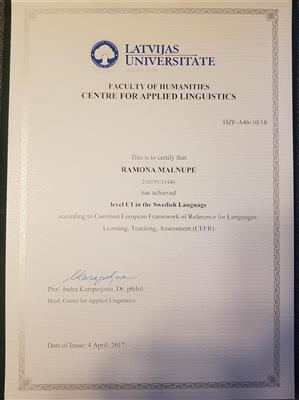 LATVIJAS
UNIVERSITĀTE
FACULTY OF HUMANITIES
CENTRE FOR APPLIED LINGUISTICS
HZF-A46-10/18
This is to certify that
RAMONA MALNUPE
has achieved
level C1 in the Swedish Language
according to Common European Framework of Reference for Languages:
Learning, Teaching, Assessment (CEFR)
Prof. Indra Karapetjana, Dr. philol.
Head, Centre for Applied Linguistics
Date of Issue: 4 April, 2017